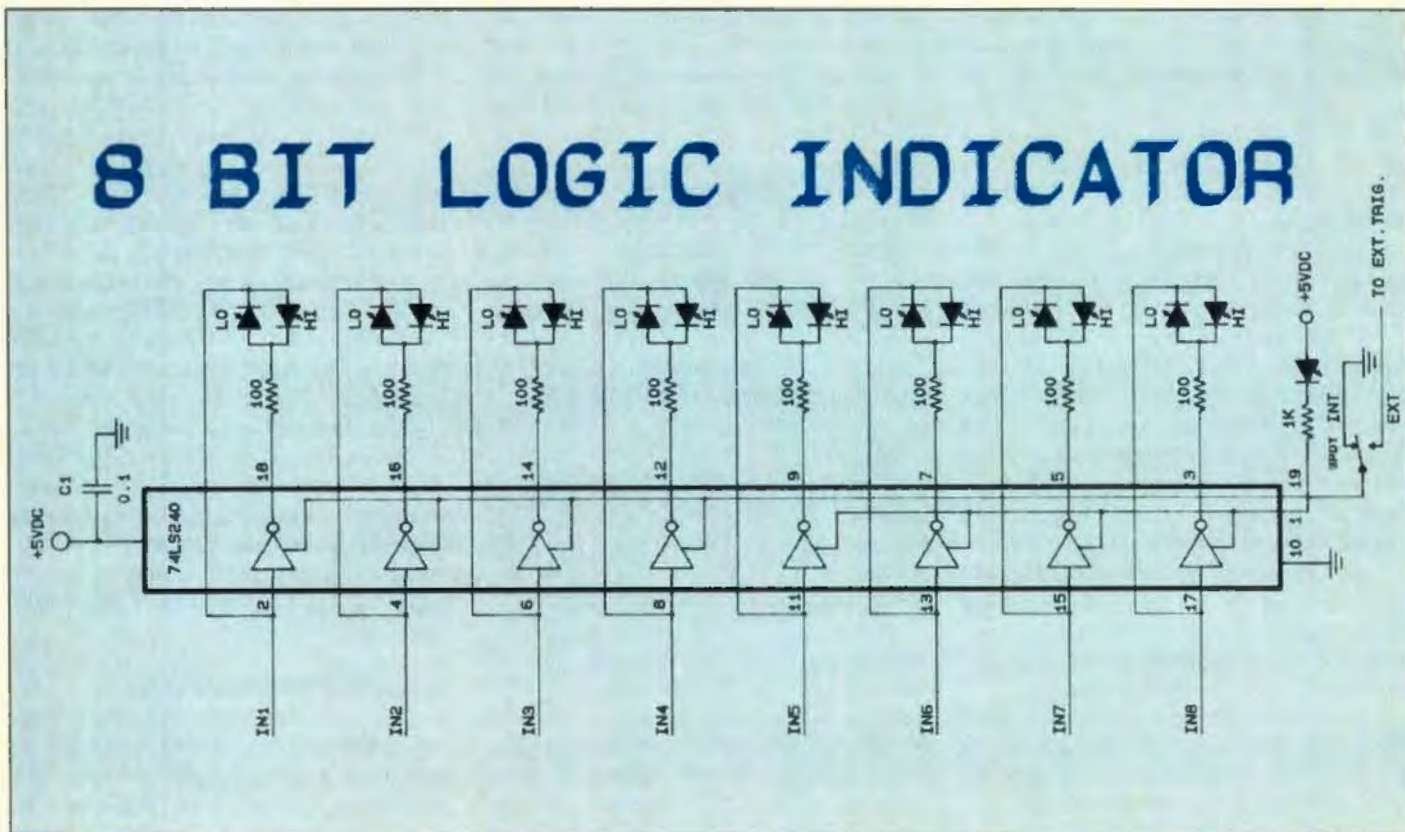 8 BIT LOGIC INDICATOR
+5VDC
C1
0.1
74LS240
IN1
2
18
100
LO
HI
IN2
4
16
100
LO
HI
IN3
6
14
100
LO
HI
IN4
8
12
100
LO
HI
IN5
11
9
100
LO
HI
IN6
13
7
100
LO
HI
IN7
15
5
100
LO
HI
IN8
17
3
100
LO
HI
10
1
19
1K
+5VDC
SPDT
INT
EXT
TO EXT. TRIG.